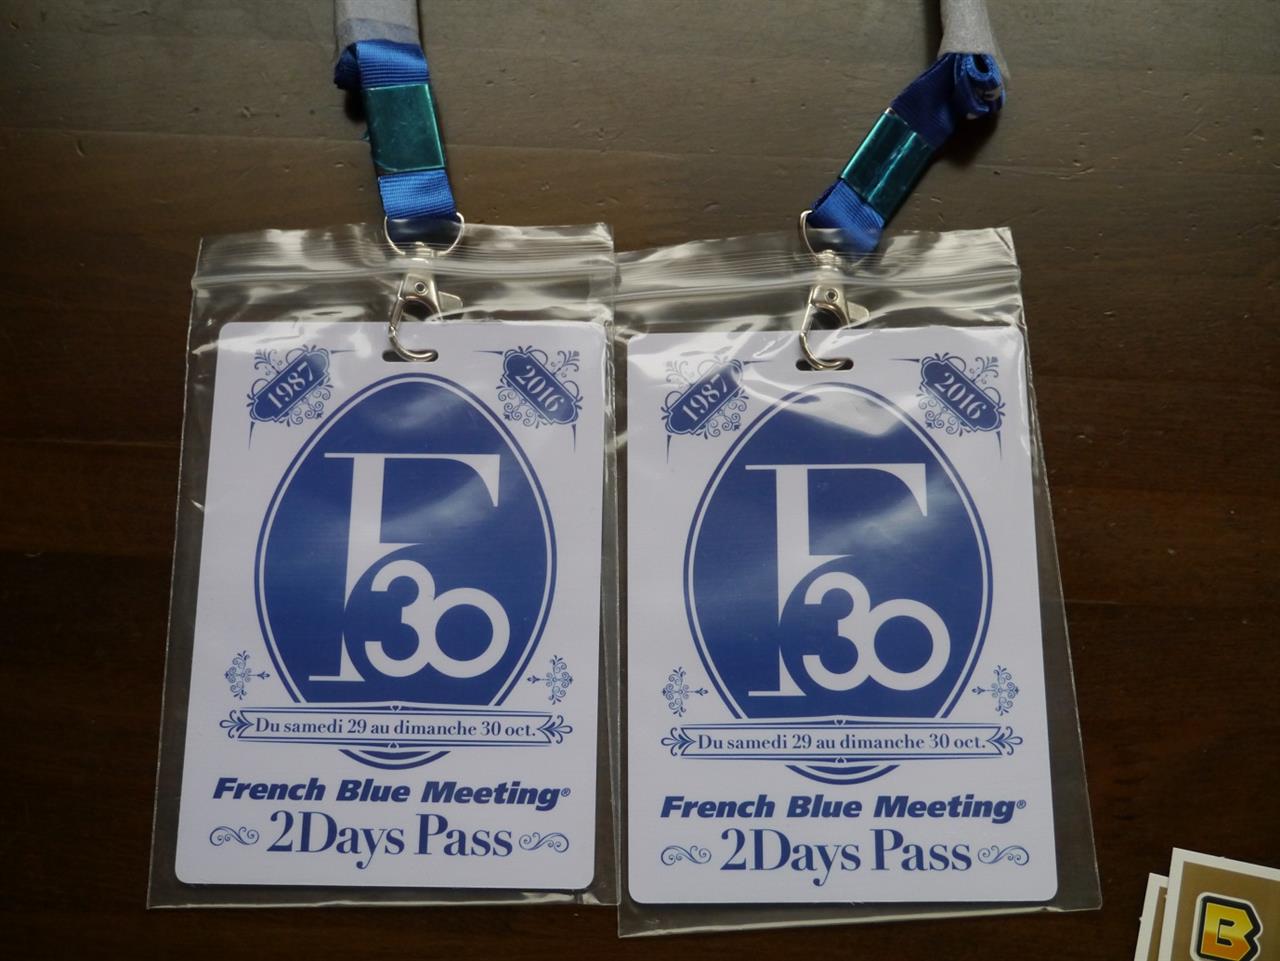 1987
2016
F30
Du samedi 29 au dimanche 30 oct.
French Blue Meeting®
2Days Pass
1987
2016
F30
Du samedi 29 au dimanche 30 oct.
French Blue Meeting®
2Days Pass
B